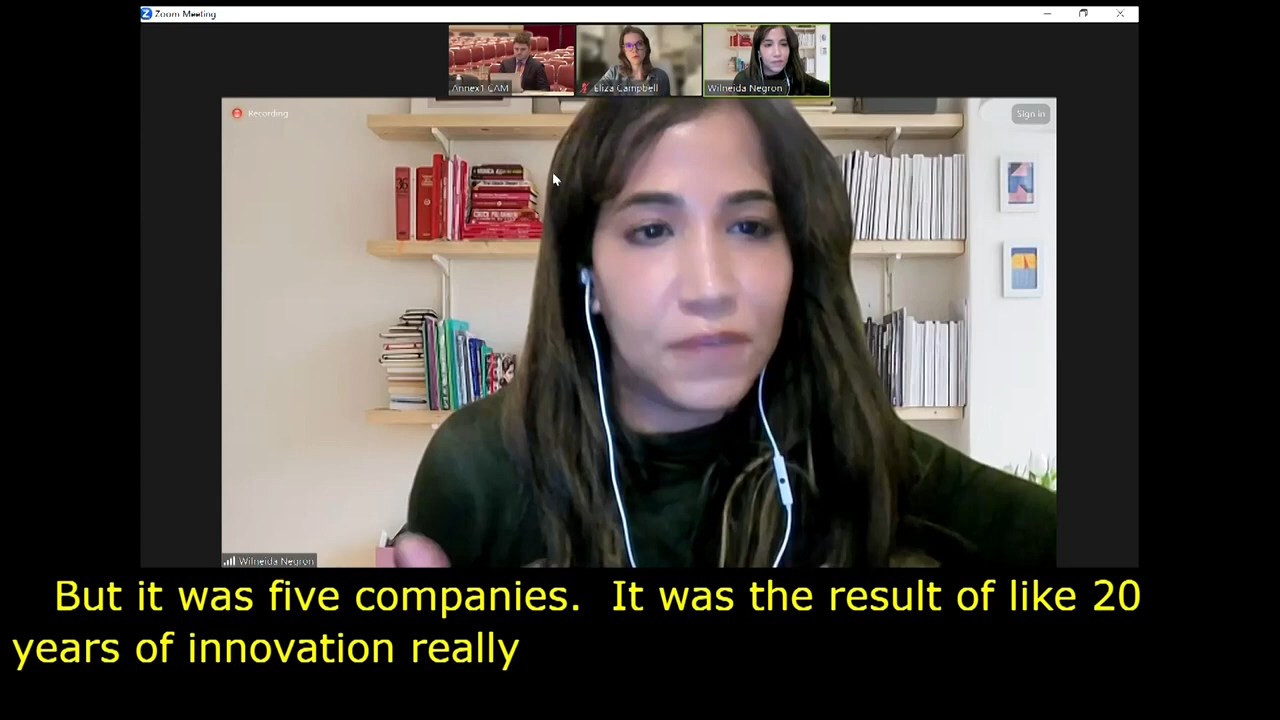 Zoom Meeting
Annex1 CAM
Eliza Campbell
Wilneida Negron
Recording
Sign in
Wilneida Negron
But it was five companies.  It was the result of like 20
years of innovation really